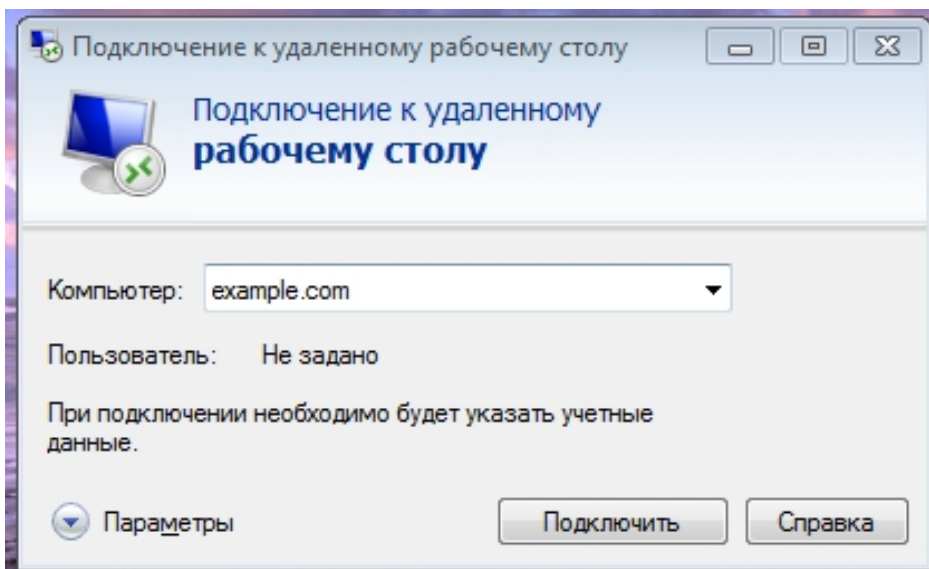 Подключение к удаленному рабочему столу
Подключение к удаленному
рабочему столу
Компьютер: example.com
Пользователь: Не задано
При подключении необходимо будет указать учетные
данные.
Параметры Подключить Справка